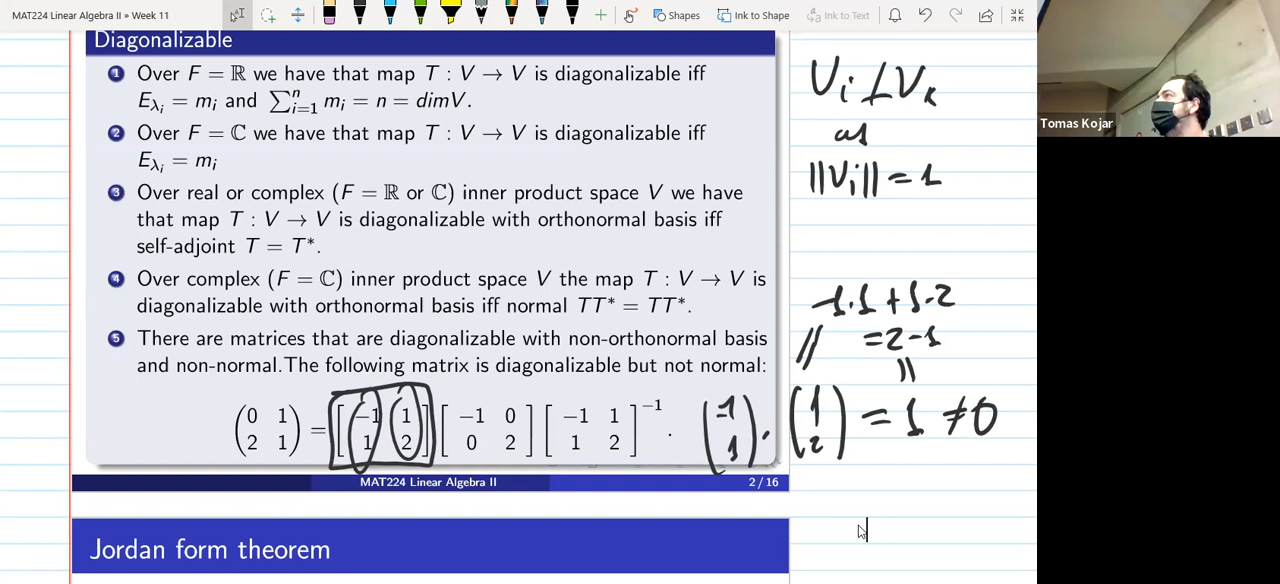 MAT224 Linear Algebra II » Week 11
Shapes
Ink to Shape
Ink to Text
Diagonalizable
1 Over F = ℝ we have that map T : V → V is diagonalizable iff
E_{λ_i} = m_i and ∑_{i=1}^{n} m_i = n = dimV.
2 Over F = ℂ we have that map T : V → V is diagonalizable iff
E_{λ_i} = m_i
3 Over real or complex (F = ℝ or ℂ) inner product space V we have
that map T : V → V is diagonalizable with orthonormal basis iff
self-adjoint T = T*.
4 Over complex (F = ℂ) inner product space V the map T : V → V is
diagonalizable with orthonormal basis iff normal TT* = TT*.
5 There are matrices that are diagonalizable with non-orthonormal basis
and non-normal.The following matrix is diagonalizable but not normal:
(0 1
2 1) = [-1 1
1 2] [-1 0
0 2] [-1 1
1 2]^{-1}.
V_i ⊥ V_k
as
||V_i|| = 1
-1·1 + 1·2
// = 2-1
||
(-1
1) · (1
2) = 1 ≠ 0
MAT224 Linear Algebra II
2 / 16
Jordan form theorem
Tomas Kojar